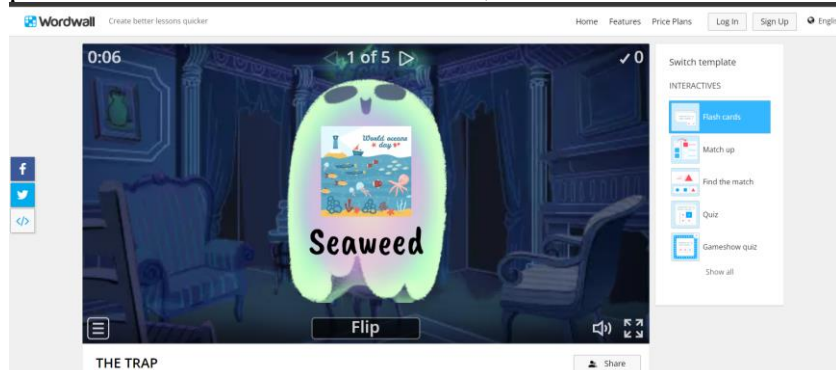 Wordwall Create better lessons quicker Home Features Price Plans Log In Sign Up
0:06 1 of 5 ✓ 0
World oceans
day
Seaweed
Flip
THE TRAP
Share
Switch template
INTERACTIVES
Flash cards
Match up
Find the match
Quiz
Gameshow quiz
Show all
f
</>